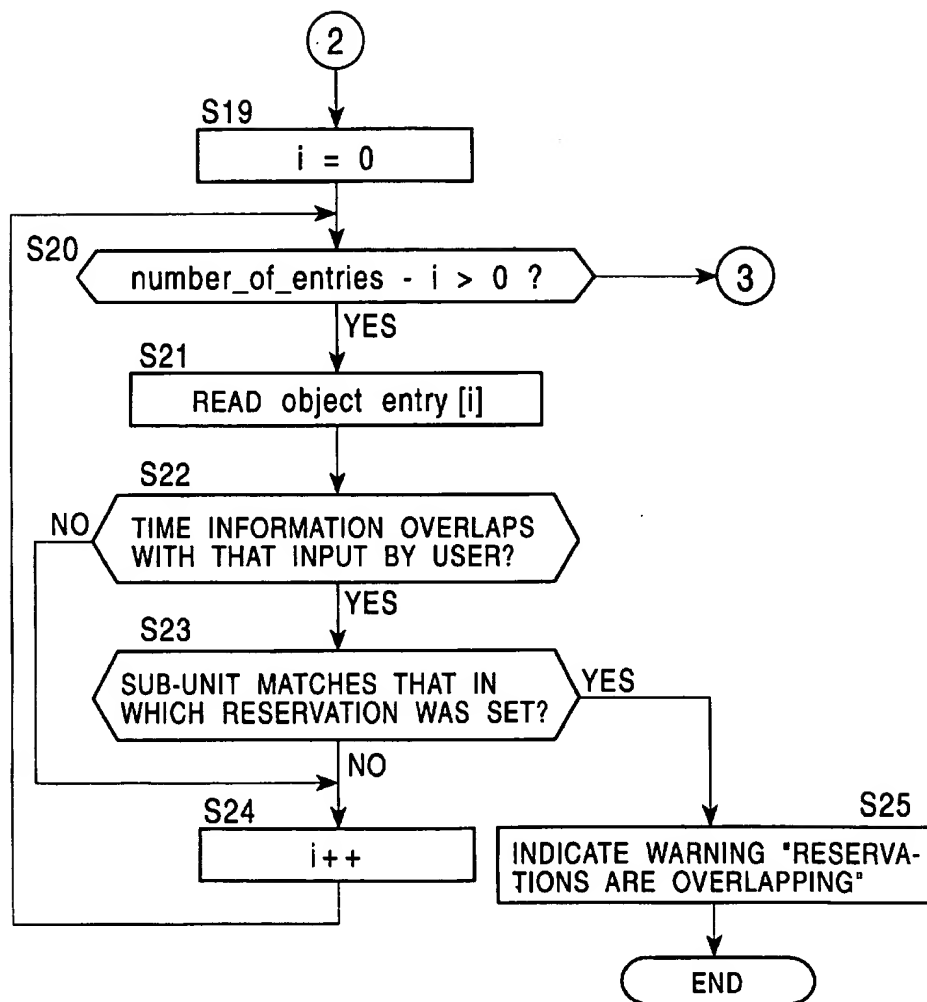 2
S19
i = 0
S20
number_of_entries - i > 0 ?
3
YES
S21
READ object entry [i]
S22
NO
TIME INFORMATION OVERLAPS
WITH THAT INPUT BY USER?
YES
S23
SUB-UNIT MATCHES THAT IN
WHICH RESERVATION WAS SET?
YES
NO
S24
i++
S25
INDICATE WARNING "RESERVA-
TIONS ARE OVERLAPPING"
END